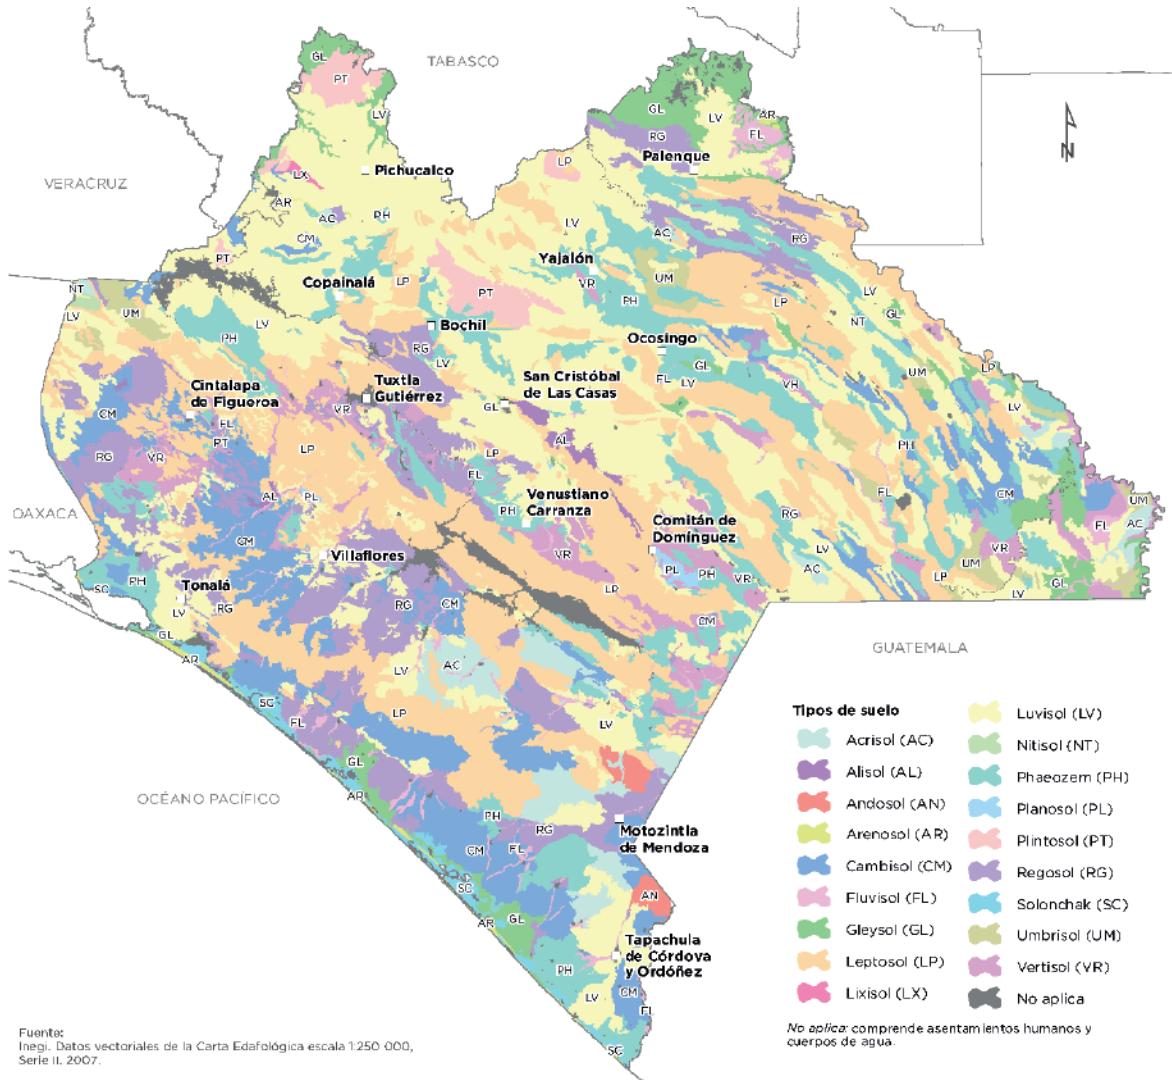 TABASCO
GL
PT
GL
LV
AR
LV
FL
RG
Palenque
LP
Pichucalco
VERACRUZ
LX
AR
AC
PH
LV
AC
RG
CM
Yajalón
PT
UM
NT
Copainalá
LP
PT
VR
PH
LP
LV
GL
LV
UM
LV
Bochil
NT
PH
Ocosingo
RG
LV
GL
UM
LP
Cintalapa
de Figueroa
Tuxtla
Gutiérrez
San Cristóbal
de Las Casas
FL
LV
VR
CM
VR
GL
LV
FL
PT
AL
PH
RG
VR
LP
LP
FL
AL
PL
Venustiano
Carranza
PH
FL
CM
UM
OAXACA
Comitán de
Domínguez
RG
FL
AC
CM
Villaflores
VR
LV
VR
UM
PL
PH
VR
AC
LP
GL
SC
PH
Tonalá
LP
LV
LV
RG
RG
CM
CM
GL
AR
GUATEMALA
LV
AC
SC
LP
FL
LV
GL
AR
OCÉANO PACÍFICO
PH
RG
Motozintla
de Mendoza
CM
FL
SC
AN
AR
GL
Tapachula
de Córdova
y Ordóñez
PH
LV
CM
FL
SC
Tipos de suelo
Acrisol (AC)
Alisol (AL)
Andosol (AN)
Arenosol (AR)
Cambisol (CM)
Fluvisol (FL)
Gleysol (GL)
Leptosol (LP)
Lixisol (LX)
Luvisol (LV)
Nitisol (NT)
Phaeozem (PH)
Planosol (PL)
Plintosol (PT)
Regosol (RG)
Solonchak (SC)
Umbrisol (UM)
Vertisol (VR)
No aplica
No aplica: comprende asentamientos humanos y
cuerpos de agua.
Fuente:
Inegi. Datos vectoriales de la Carta Edafológica escala 1:250 000,
Serie II. 2007.
N